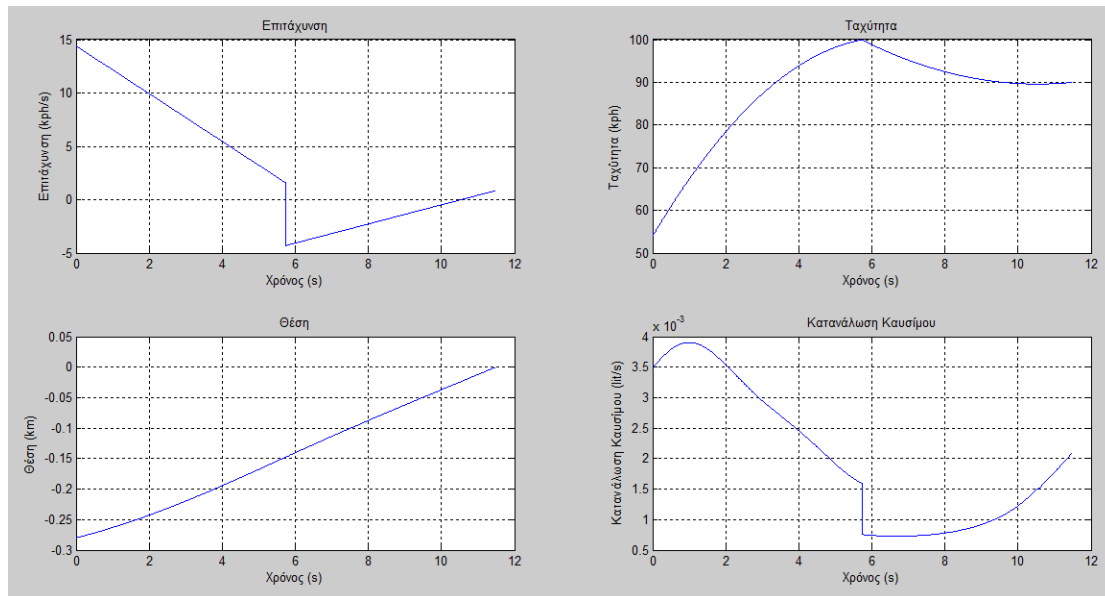 Επιτάχυνση
15
10
5
0
-5
Επιτάχυνση (kph/s)
0 2 4 6 8 10 12
Χρόνος (s)
Ταχύτητα
100
90
80
70
60
50
Ταχύτητα (kph)
0 2 4 6 8 10 12
Χρόνος (s)
Θέση
0.05
0
-0.05
-0.1
-0.15
-0.2
-0.25
-0.3
Θέση (km)
0 2 4 6 8 10 12
Χρόνος (s)
Κατανάλωση Καυσίμου
x 10⁻³
4
3.5
3
2.5
2
1.5
1
0.5
Κατανάλωση Καυσίμου (lit/s)
0 2 4 6 8 10 12
Χρόνος (s)